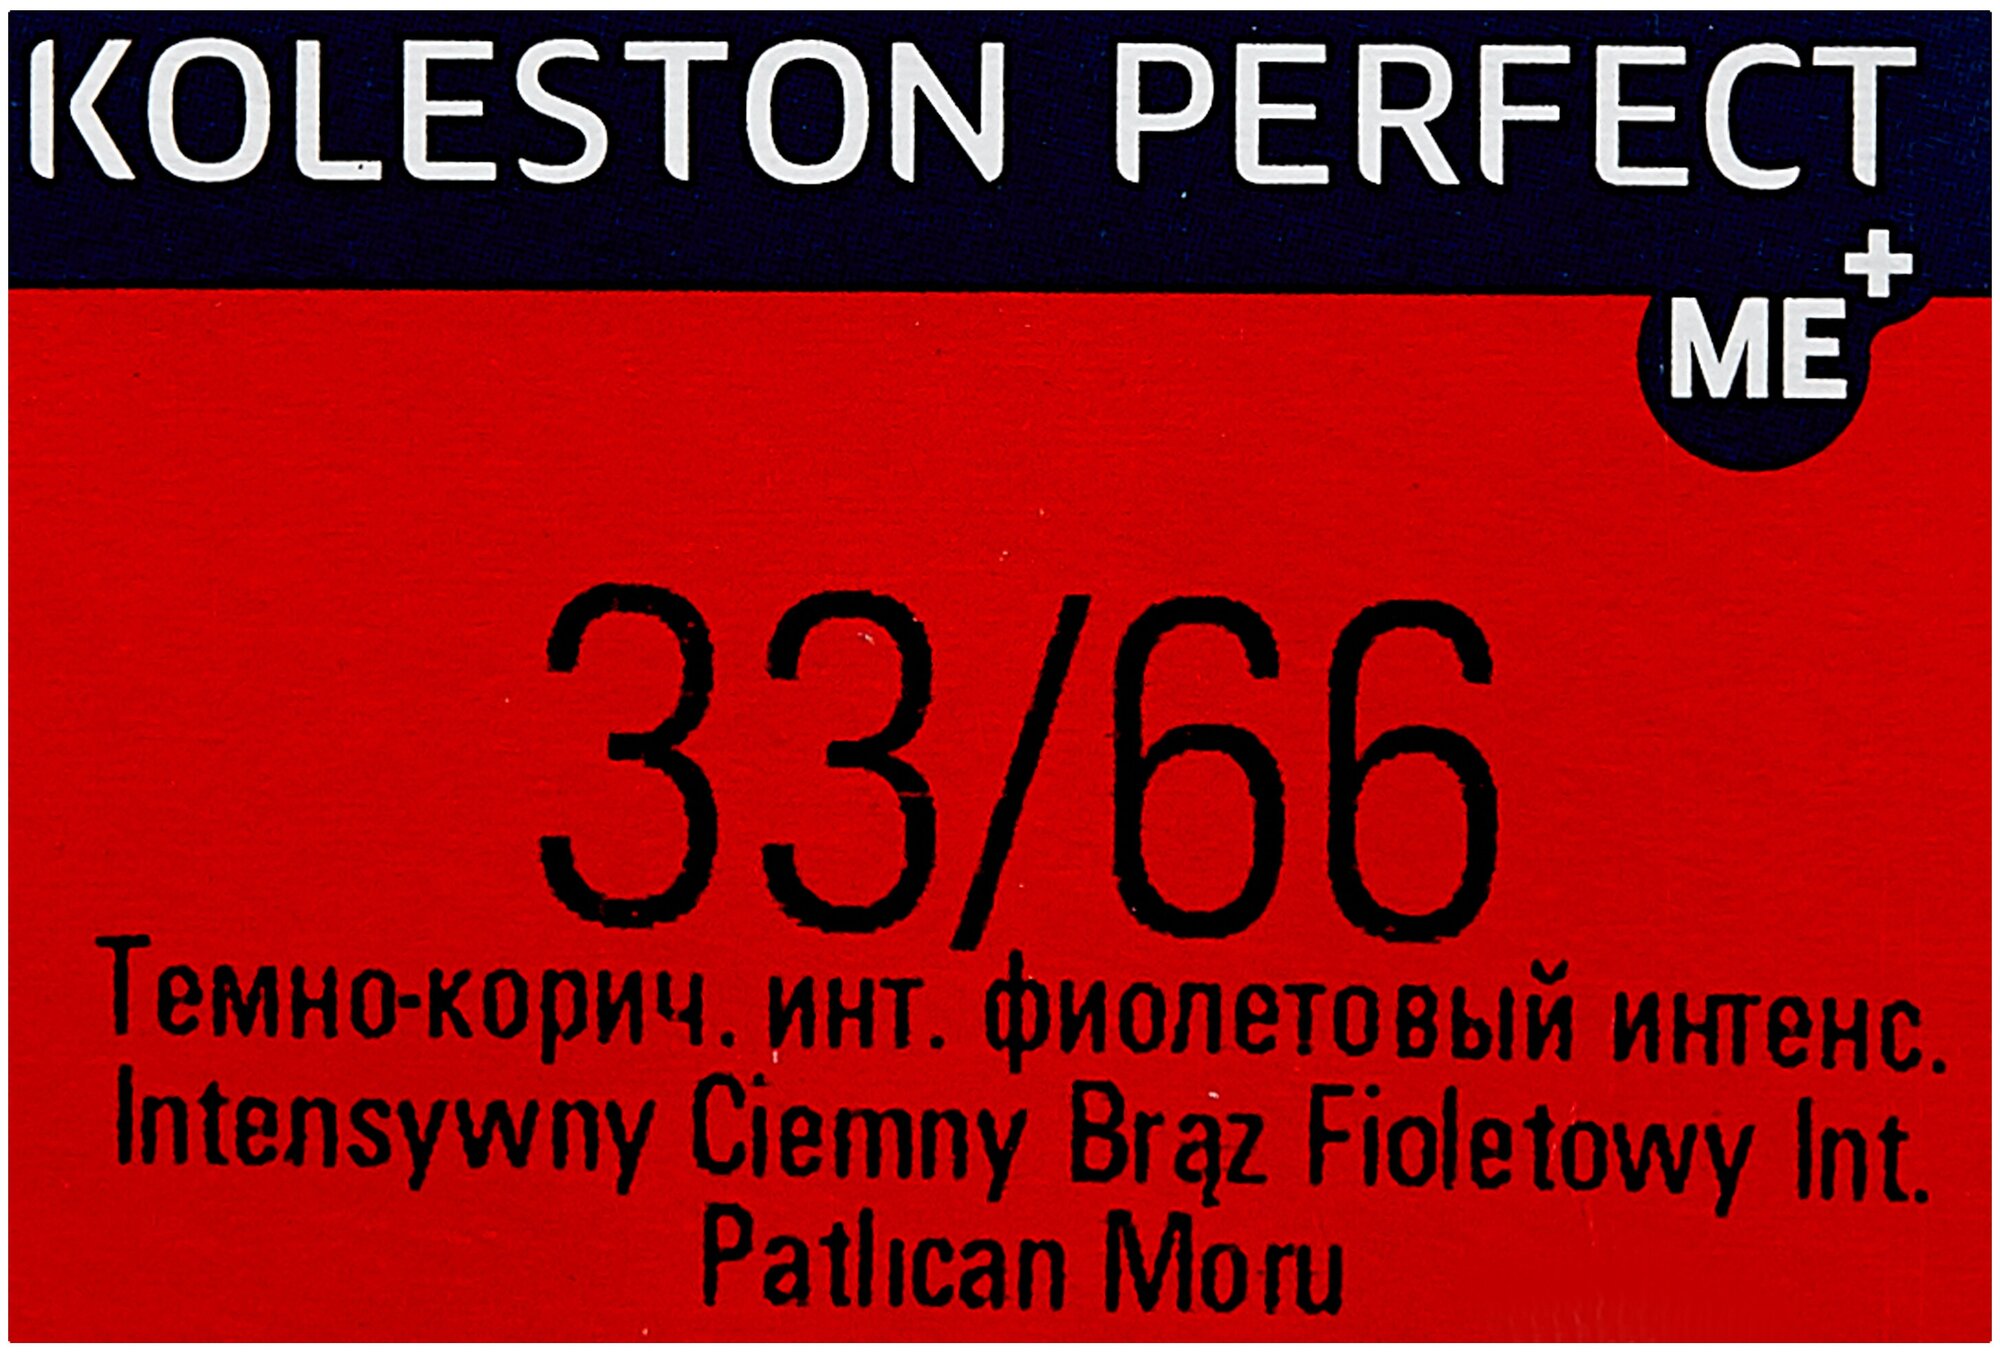 KOLESTON PERFECT
ME+
33/66
Темно-корич. инт. фиолетовый интенс.
Intensywny Ciemny Brąz Fioletowy Int.
Patlıcan Moru